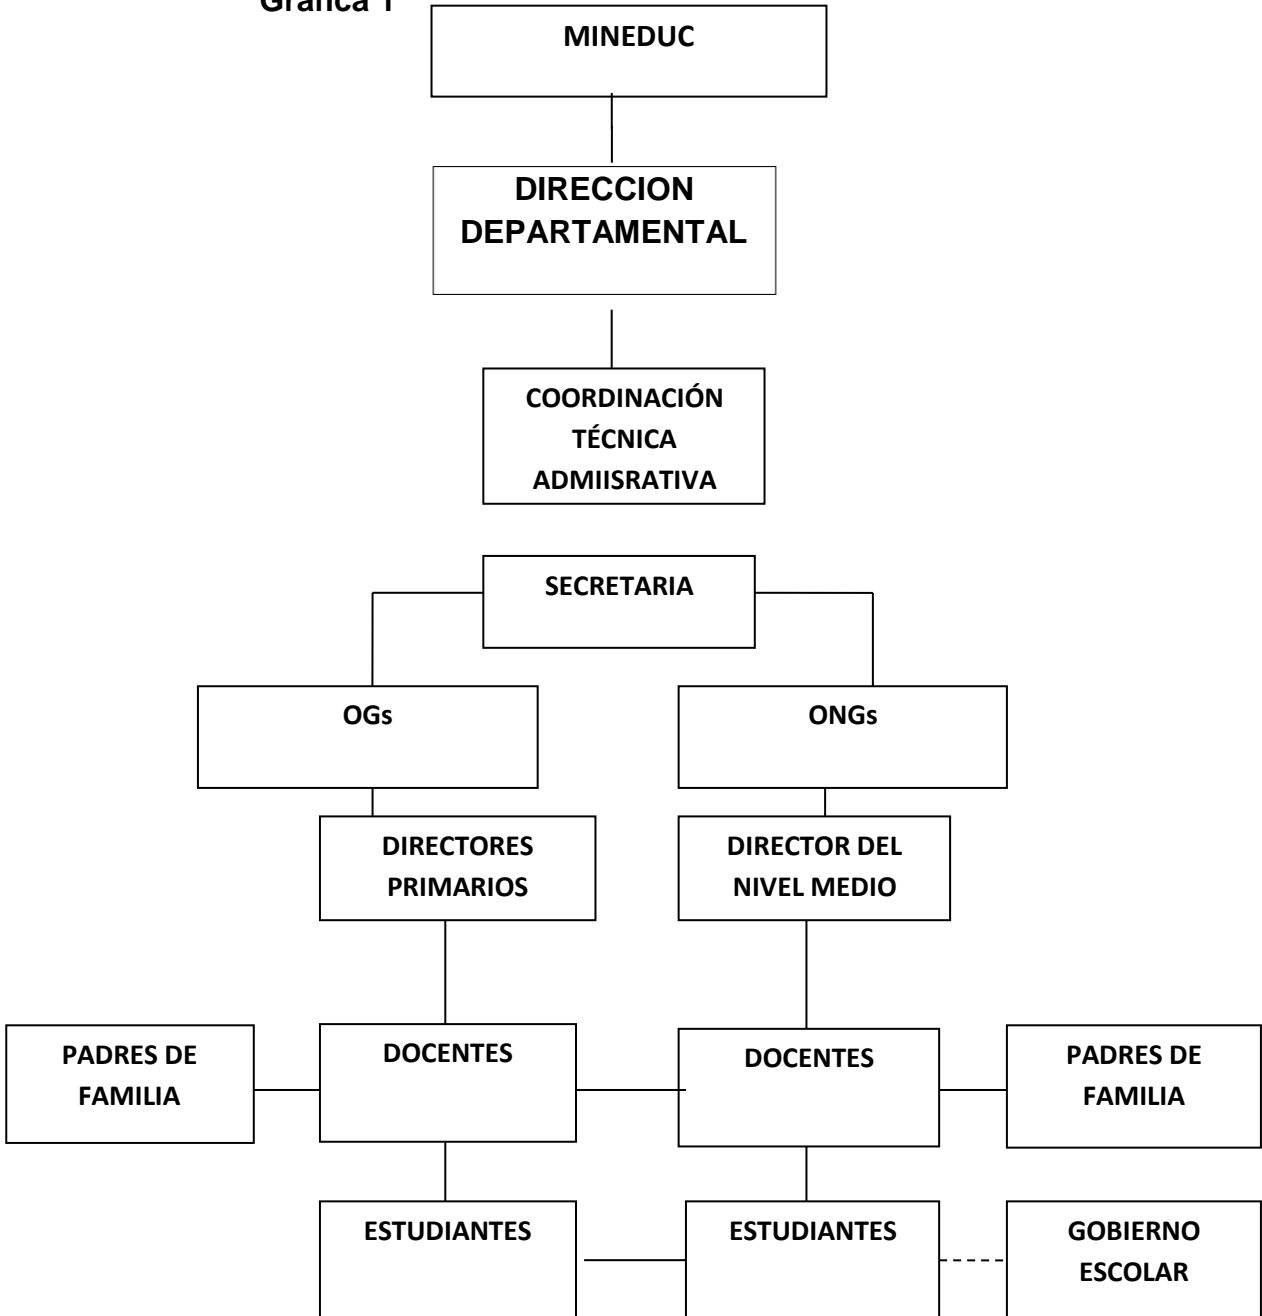 Gráfica 1
MINEDUC
DIRECCION
DEPARTAMENTAL
COORDINACIÓN
TÉCNICA
ADMIISRATIVA
SECRETARIA
OGs
ONGs
DIRECTORES
PRIMARIOS
DIRECTOR DEL
NIVEL MEDIO
PADRES DE
FAMILIA
DOCENTES
DOCENTES
PADRES DE
FAMILIA
ESTUDIANTES
ESTUDIANTES
GOBIERNO
ESCOLAR